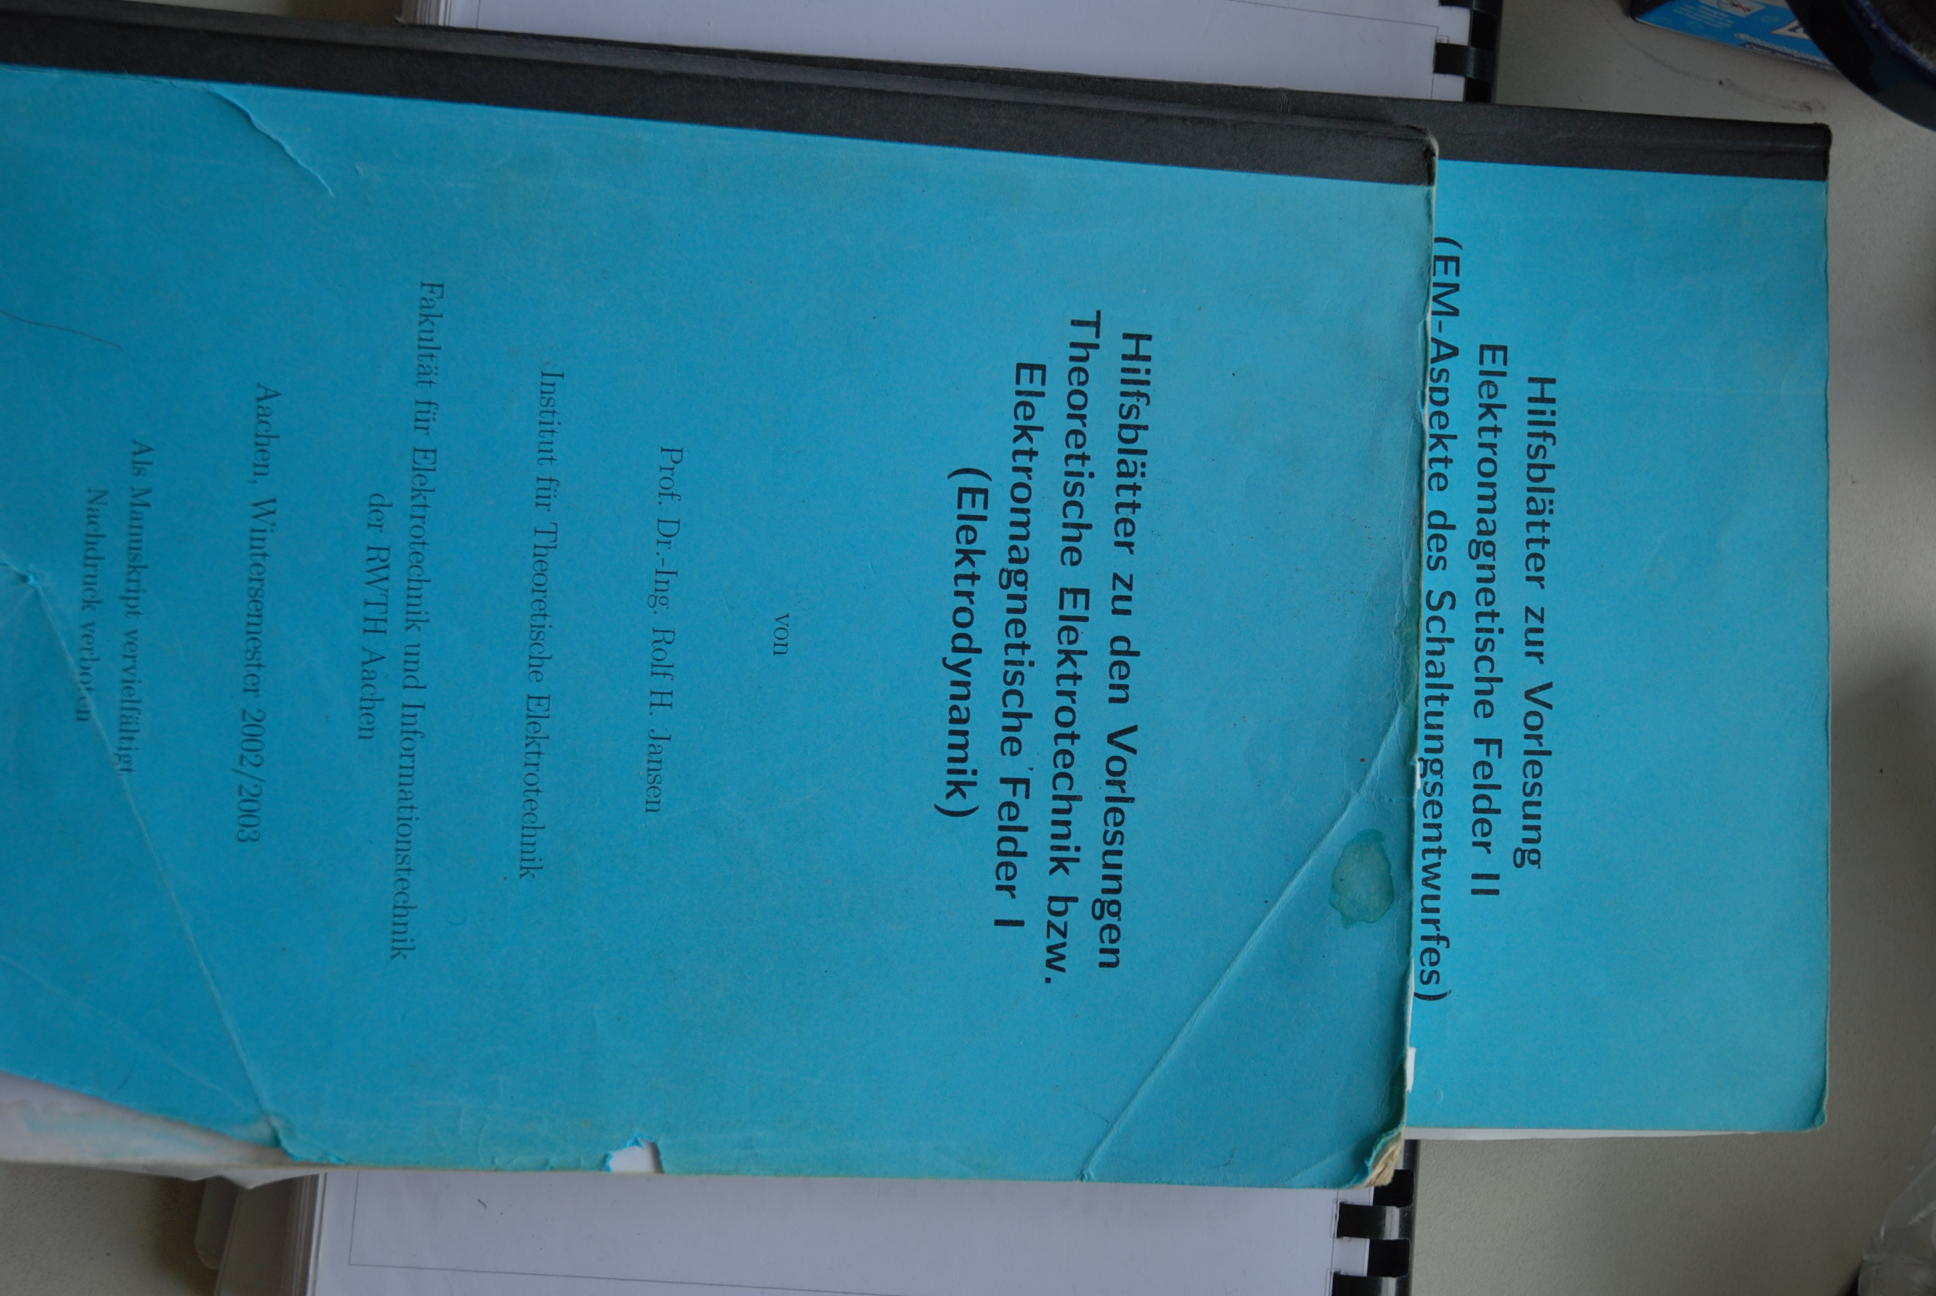 Hilfsblätter zur Vorlesung
Elektromagnetische Felder II
(EM-Aspekte des Schaltungsentwurfes)
Hilfsblätter zu den Vorlesungen
Theoretische Elektrotechnik bzw.
Elektromagnetische Felder I
(Elektrodynamik)
von
Prof. Dr.-Ing. Rolf H. Jansen
Institut für Theoretische Elektrotechnik
Fakultät für Elektrotechnik und Informationstechnik
der RWTH Aachen
Aachen, Wintersemester 2002/2003
Als Manuskript vervielfältigt
Nachdruck verboten